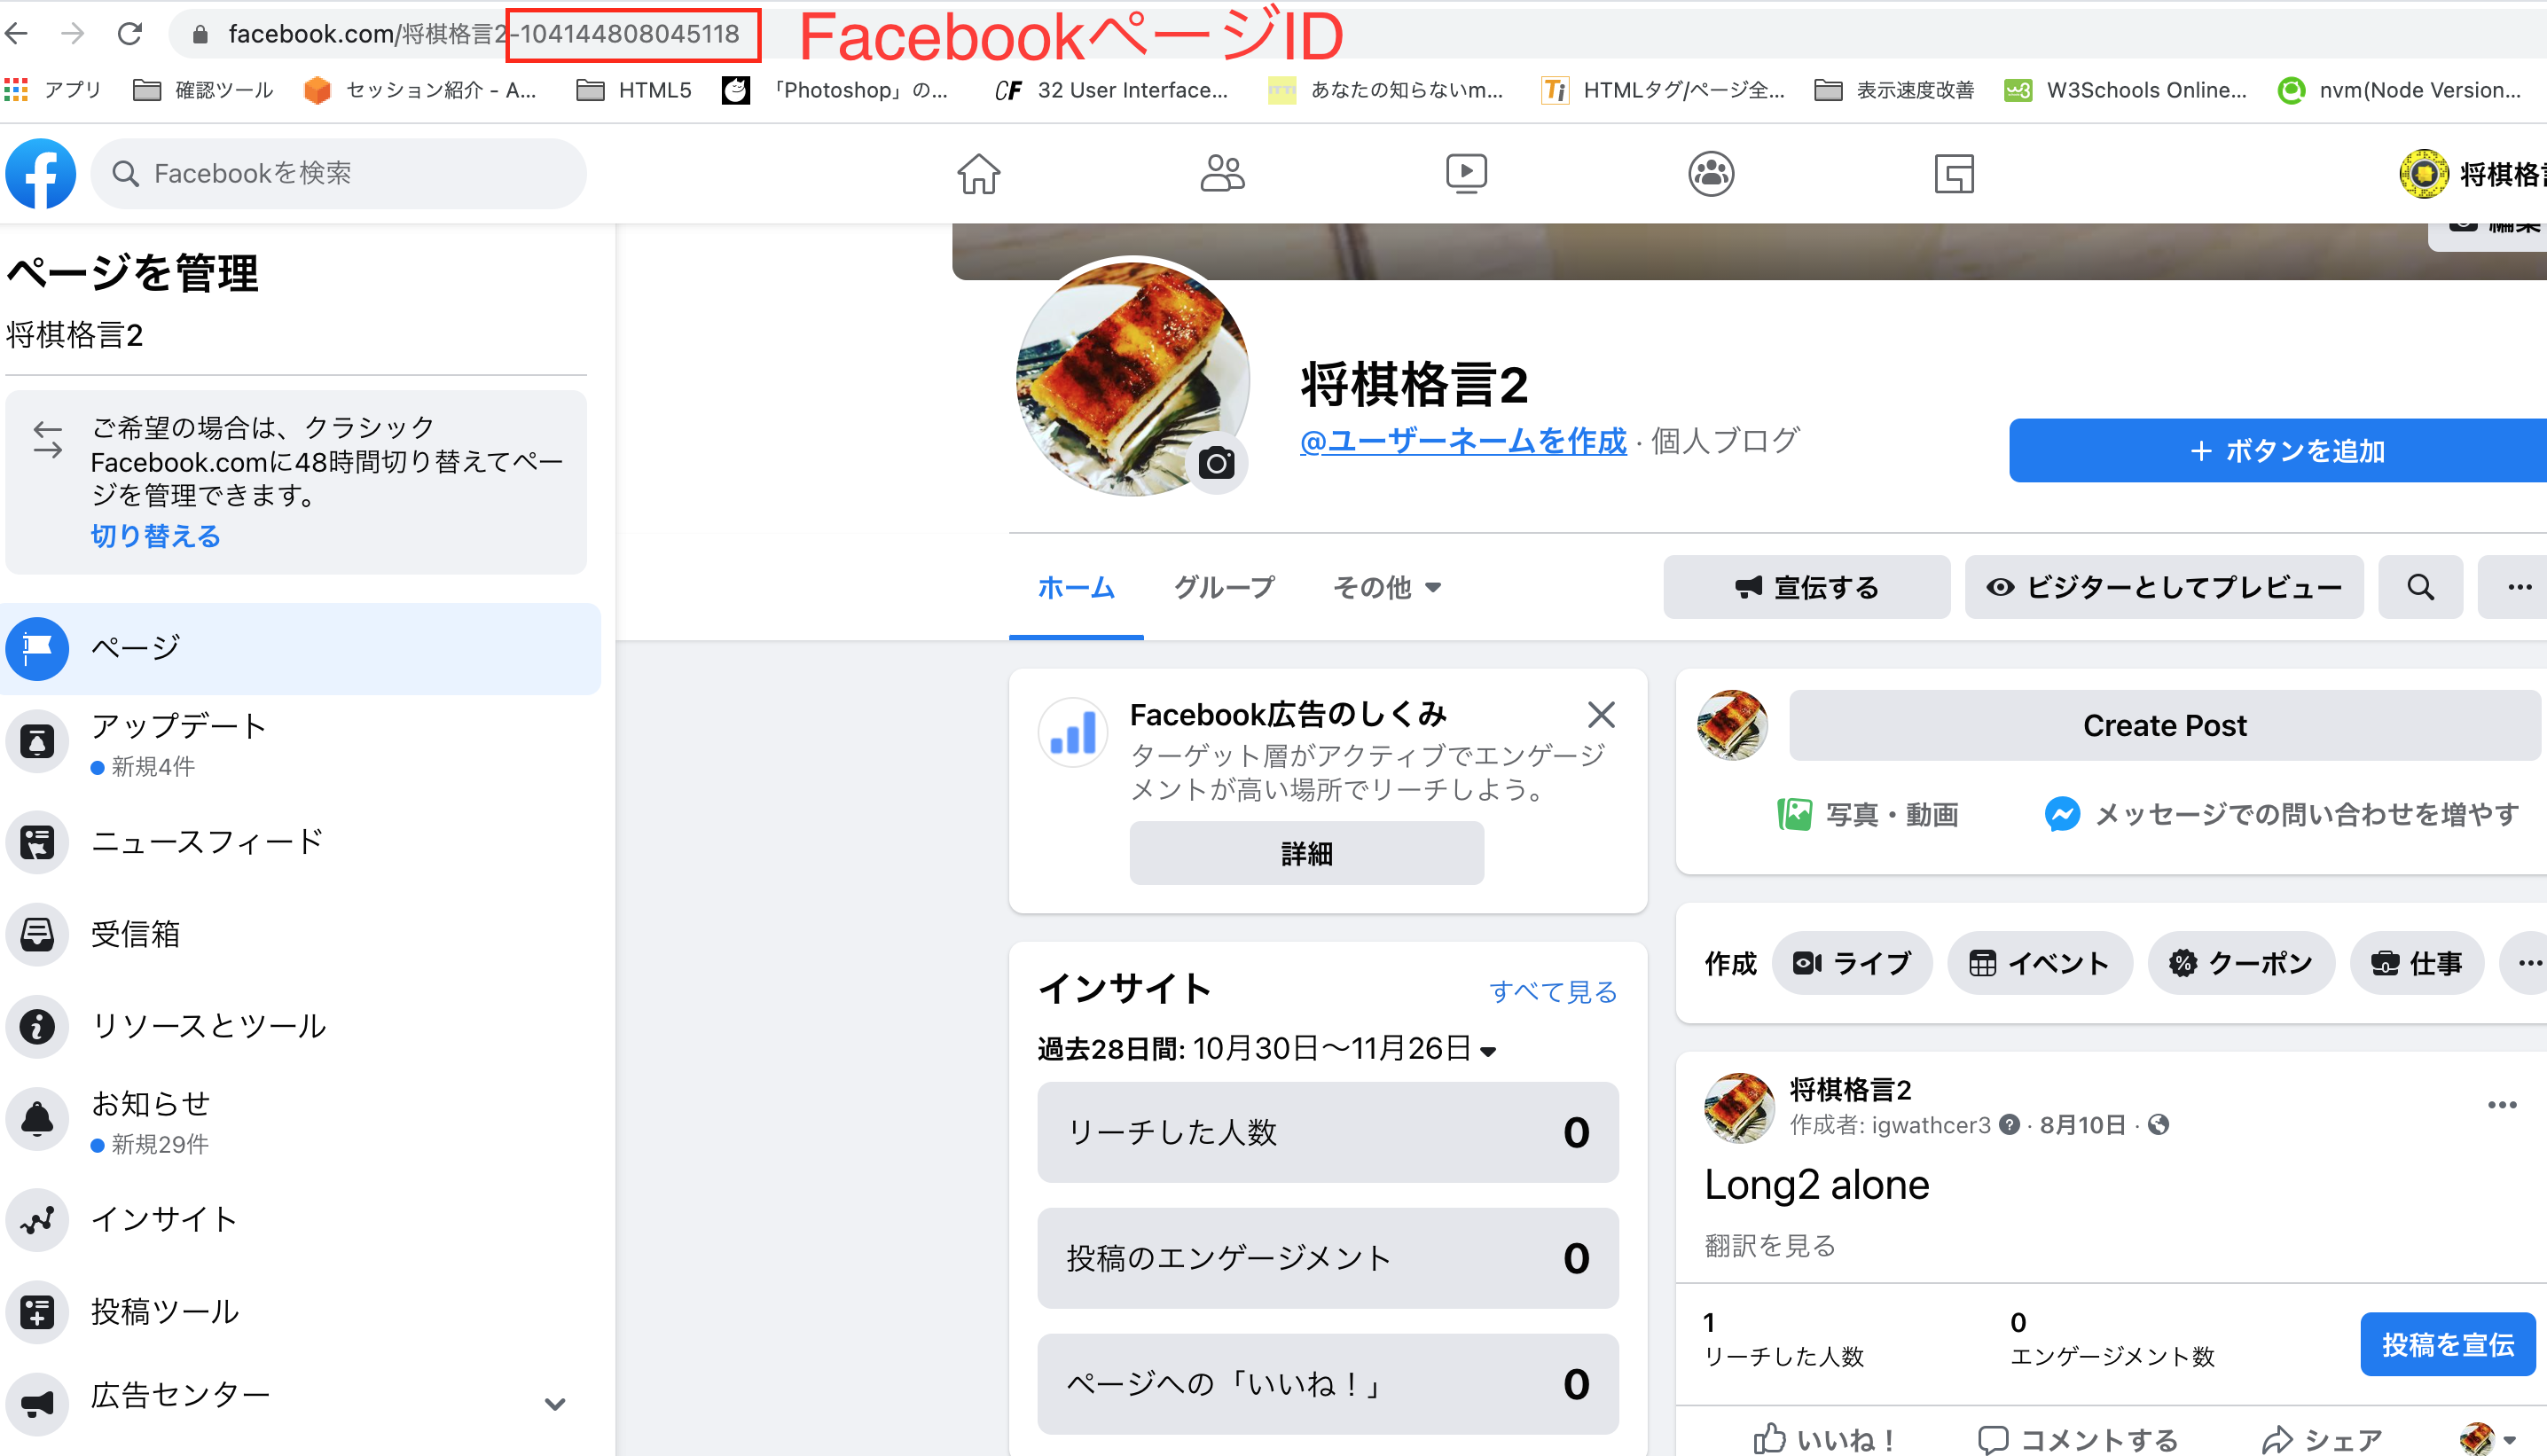 facebook.com/将棋格言2-104144808045118
FacebookページID
アプリ
確認ツール
セッション紹介 - A...
HTML5
「Photoshop」の...
CF
32 User Interface...
あなたの知らないm...
Ti
HTMLタグ/ページ全...
表示速度改善
W3Schools Online...
nvm(Node Version...
Facebookを検索
将棋格言
編集
ページを管理
将棋格言2
ご希望の場合は、クラシック
Facebook.comに48時間切り替えてペー
ジを管理できます。
切り替える
ページ
アップデート
新規4件
ニュースフィード
受信箱
リソースとツール
お知らせ
新規29件
インサイト
投稿ツール
広告センター
将棋格言2
@ユーザーネームを作成 · 個人ブログ
+ ボタンを追加
ホーム
グループ
その他
宣伝する
ビジターとしてプレビュー
...
Facebook広告のしくみ
ターゲット層がアクティブでエンゲージ
メントが高い場所でリーチしよう。
詳細
インサイト
すべて見る
過去28日間: 10月30日〜11月26日
リーチした人数
0
投稿のエンゲージメント
0
ページへの「いいね！」
0
Create Post
写真・動画
メッセージでの問い合わせを増やす
作成
ライブ
イベント
クーポン
仕事
...
将棋格言2
作成者: igwathcer3 · 8月10日 ·
...
Long2 alone
翻訳を見る
1
リーチした人数
0
エンゲージメント数
投稿を宣伝
いいね！
コメントする
シェア